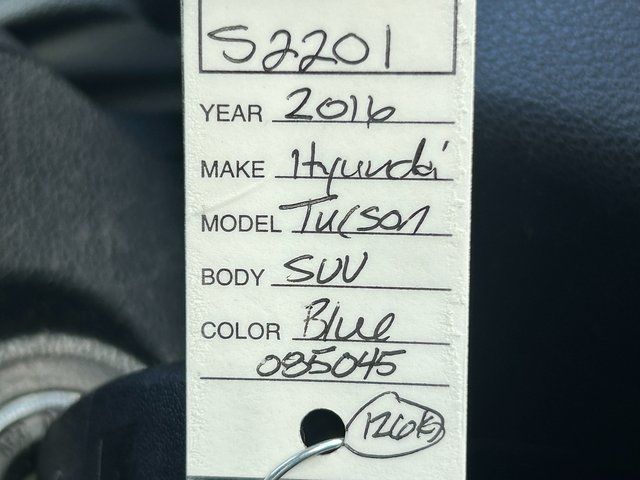 S2201
YEAR 2016
MAKE Hyundai
MODEL Tucson
BODY SUV
COLOR Blue
085045
126K